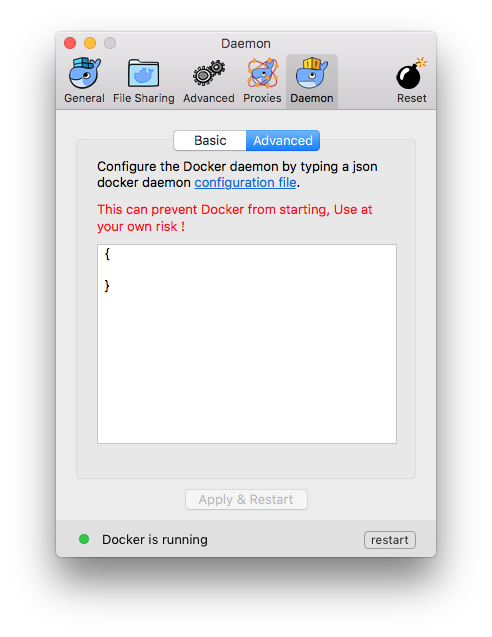 Daemon
General File Sharing Advanced Proxies Daemon Reset
Basic Advanced
Configure the Docker daemon by typing a json
docker daemon configuration file.
This can prevent Docker from starting, Use at
your own risk !
{
}
Apply & Restart
Docker is running restart